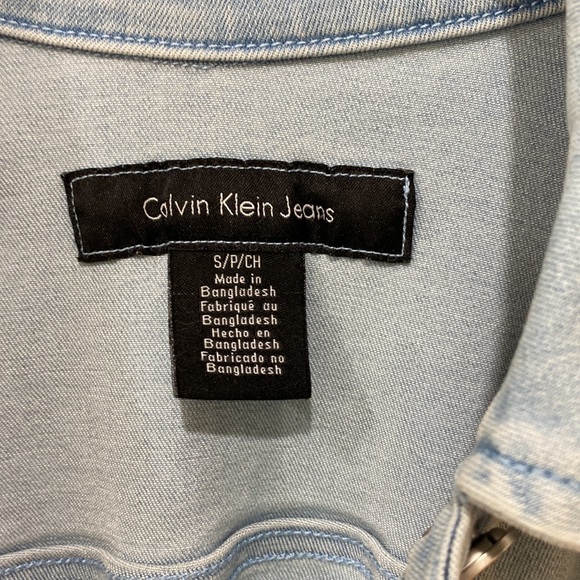 Calvin Klein Jeans
S/P/CH
Made in
Bangladesh
Fabriqué au
Bangladesh
Hecho en
Bangladesh
Fabricado no
Bangladesh